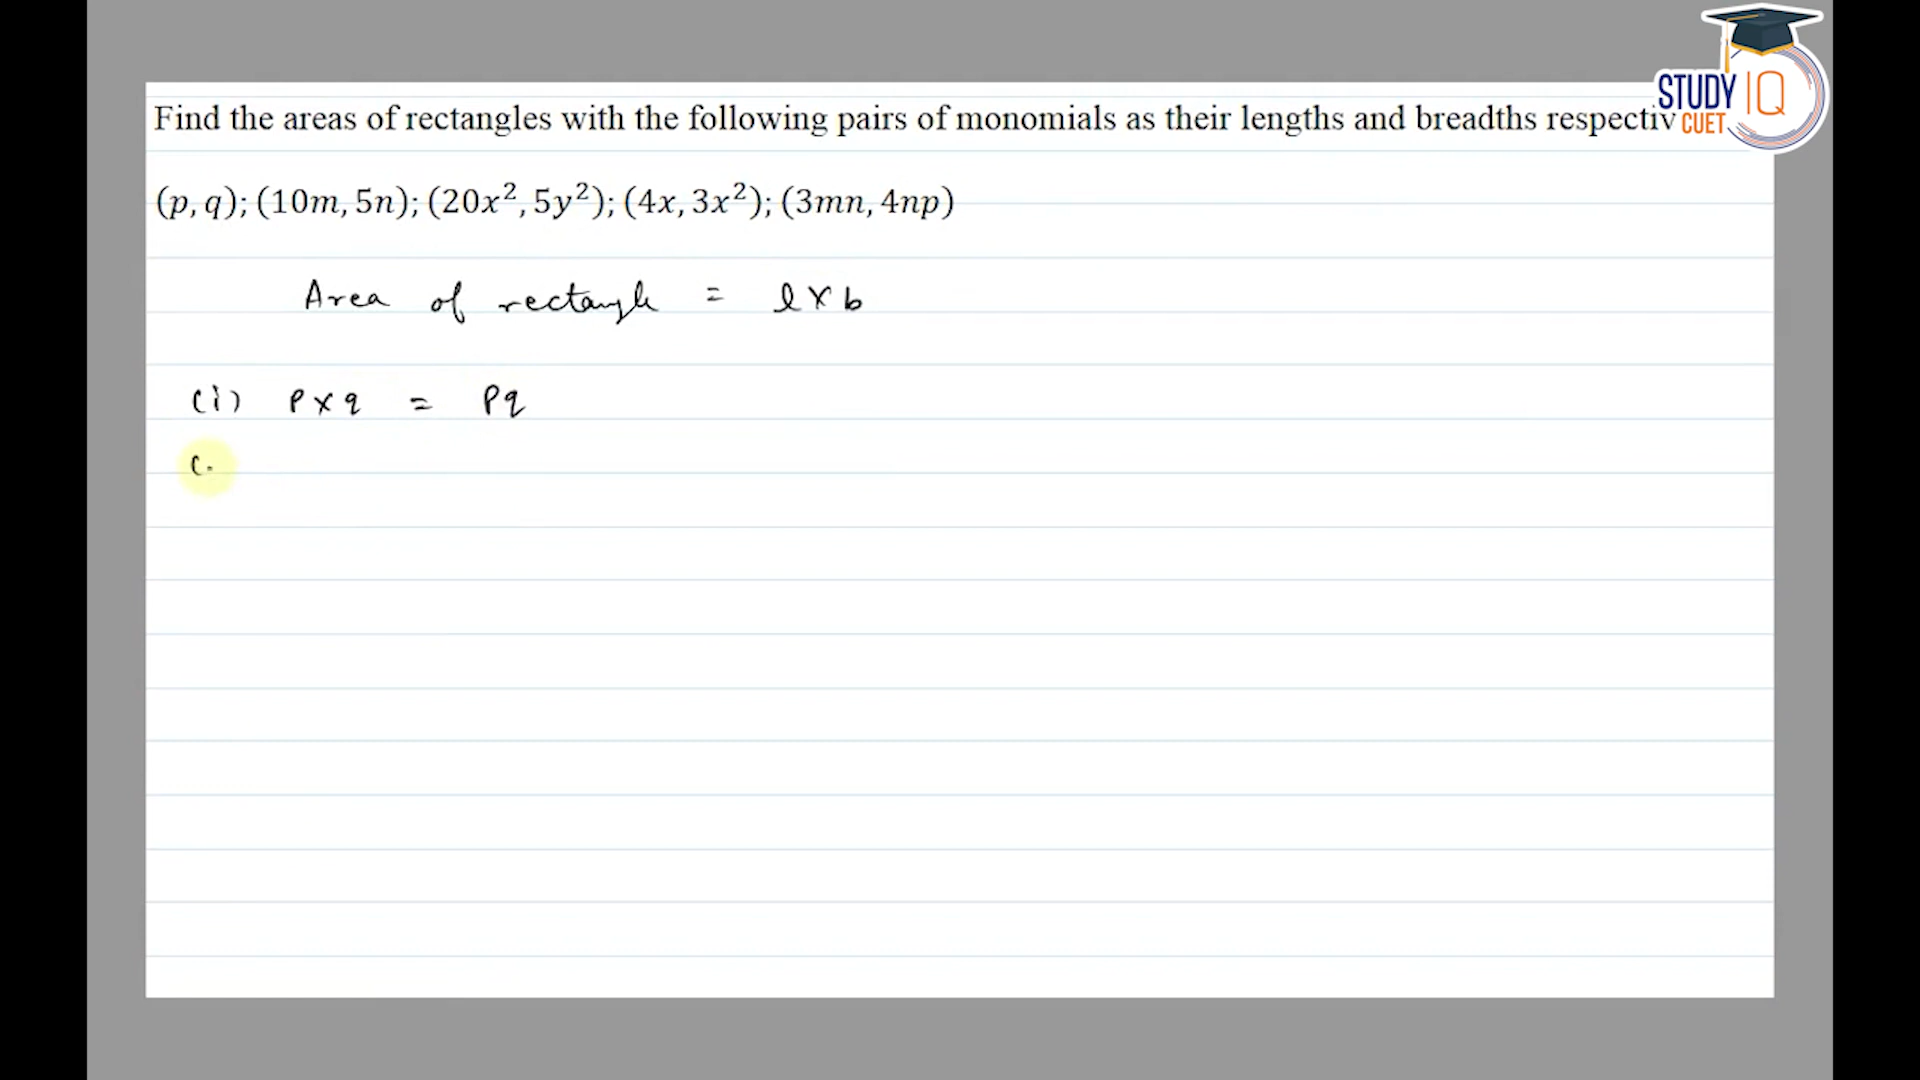 STUDY IQ
CUET
Find the areas of rectangles with the following pairs of monomials as their lengths and breadths respectiv
(p, q); (10m, 5n); (20x², 5y²); (4x, 3x²); (3mn, 4np)
Area of rectangle = l × b
(i) p × q = pq
(.